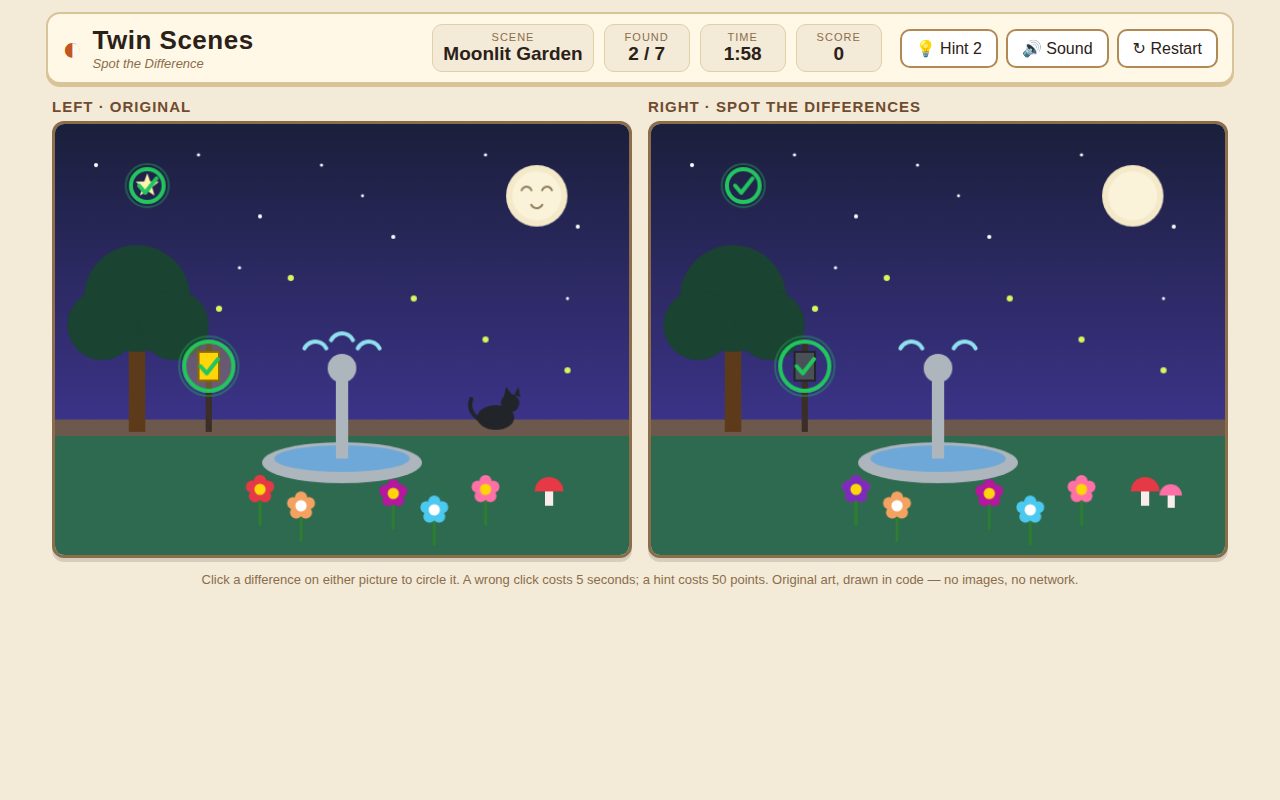 Twin Scenes
Spot the Difference
SCENE
Moonlit Garden
FOUND
2 / 7
TIME
1:58
SCORE
0
💡 Hint 2
🔊 Sound
↻ Restart
LEFT · ORIGINAL
RIGHT · SPOT THE DIFFERENCES
Click a difference on either picture to circle it. A wrong click costs 5 seconds; a hint costs 50 points. Original art, drawn in code — no images, no network.